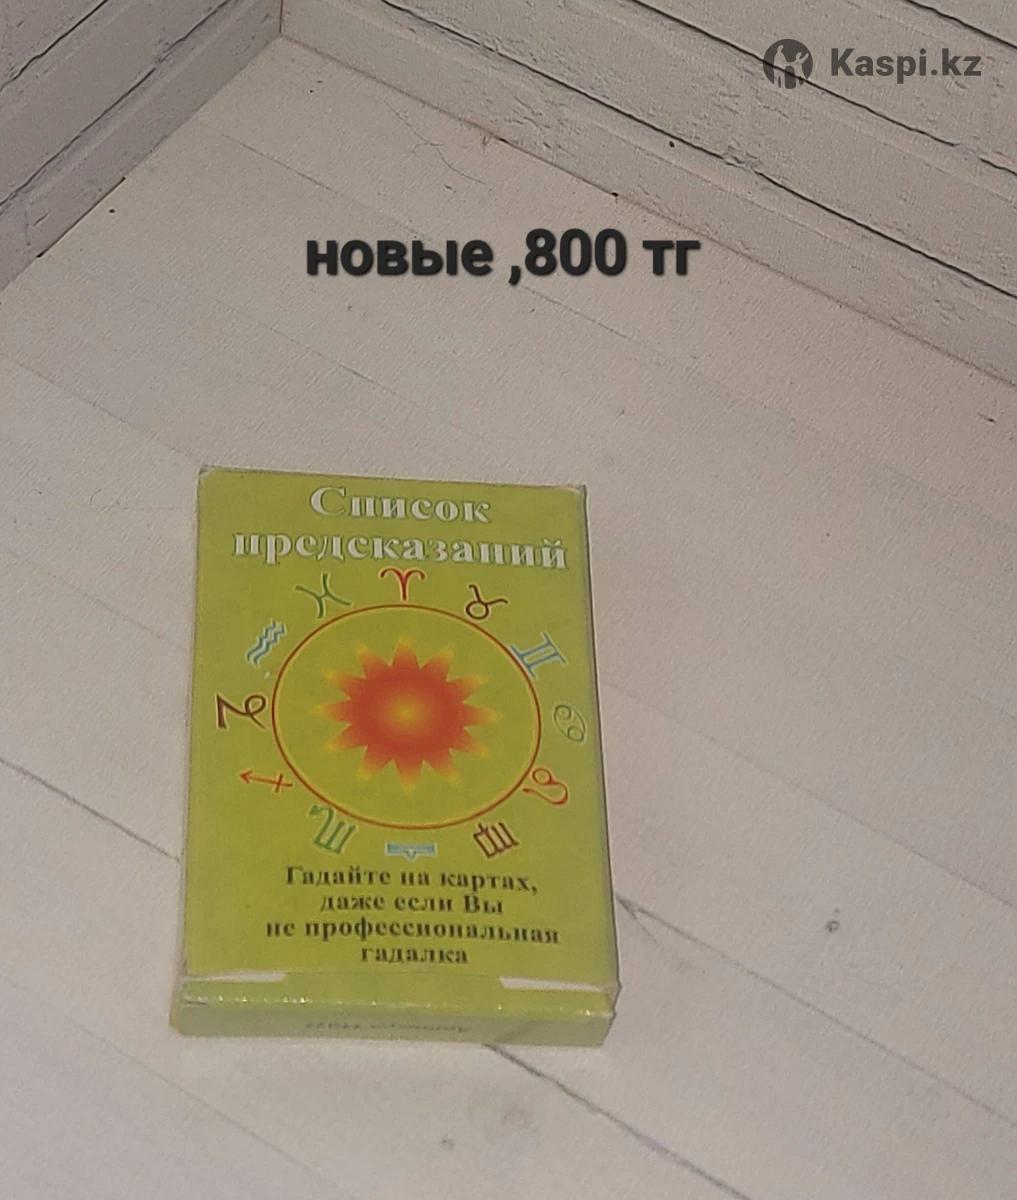 Kaspi.kz
новые ,800 тг
Список
предсказаний
Гадайте на картах,
даже если Вы
не профессиональная
гадалка